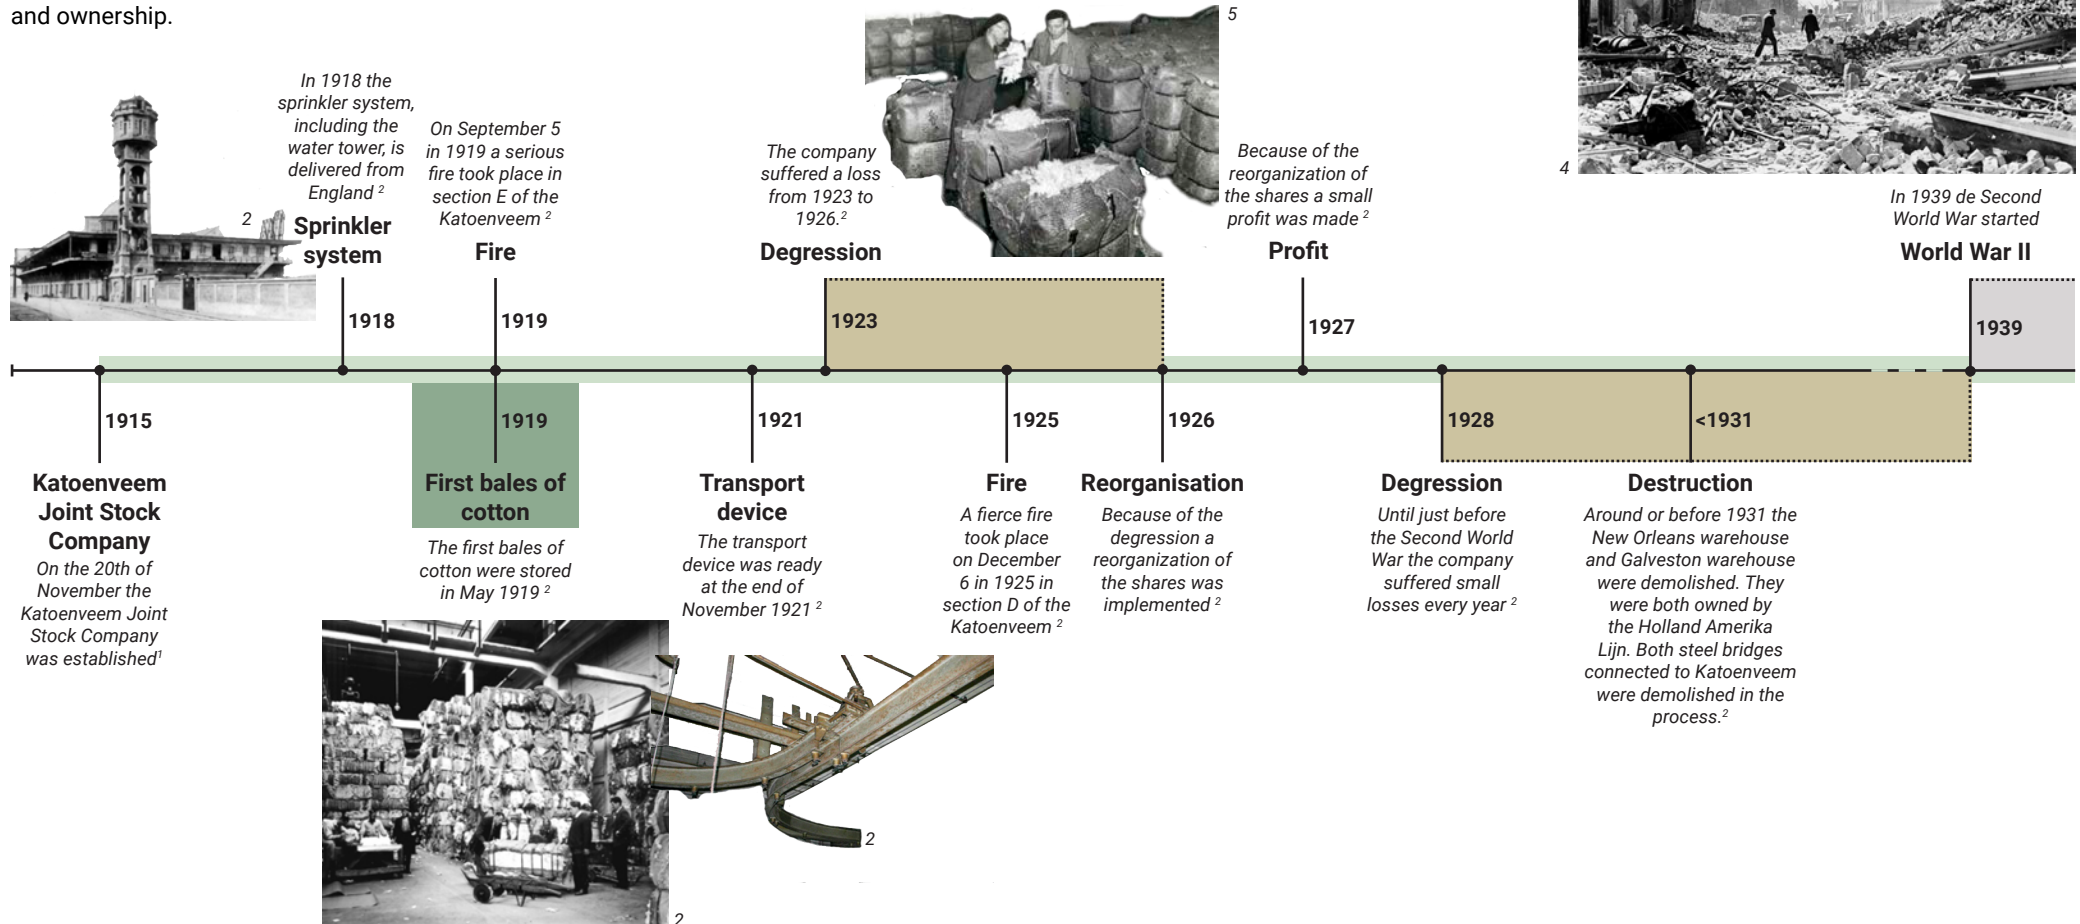 and ownership.
5
4
2
In 1918 the
sprinkler system,
including the
water tower, is
delivered from
England 2
Sprinkler
system
1918
On September 5
in 1919 a serious
fire took place in
section E of the
Katoenveem 2
Fire
1919
The company
suffered a loss
from 1923 to
1926.2
Degression
1923
Because of the
reorganization of
the shares a small
profit was made 2
Profit
1927
In 1939 de Second
World War started
World War II
1939
1915
Katoenveem
Joint Stock
Company
On the 20th of
November the
Katoenveem Joint
Stock Company
was established1
1919
First bales of
cotton
The first bales of
cotton were stored
in May 1919 2
1921
Transport
device
The transport
device was ready
at the end of
November 1921 2
1925
Fire
A fierce fire
took place
on December
6 in 1925 in
section D of the
Katoenveem 2
1926
Reorganisation
Because of the
degression a
reorganization of
the shares was
implemented 2
1928
Degression
Until just before
the Second World
War the company
suffered small
losses every year 2
<1931
Destruction
Around or before 1931 the
New Orleans warehouse
and Galveston warehouse
were demolished. They
were both owned by
the Holland Amerika
Lijn. Both steel bridges
connected to Katoenveem
were demolished in the
process.2
2
2